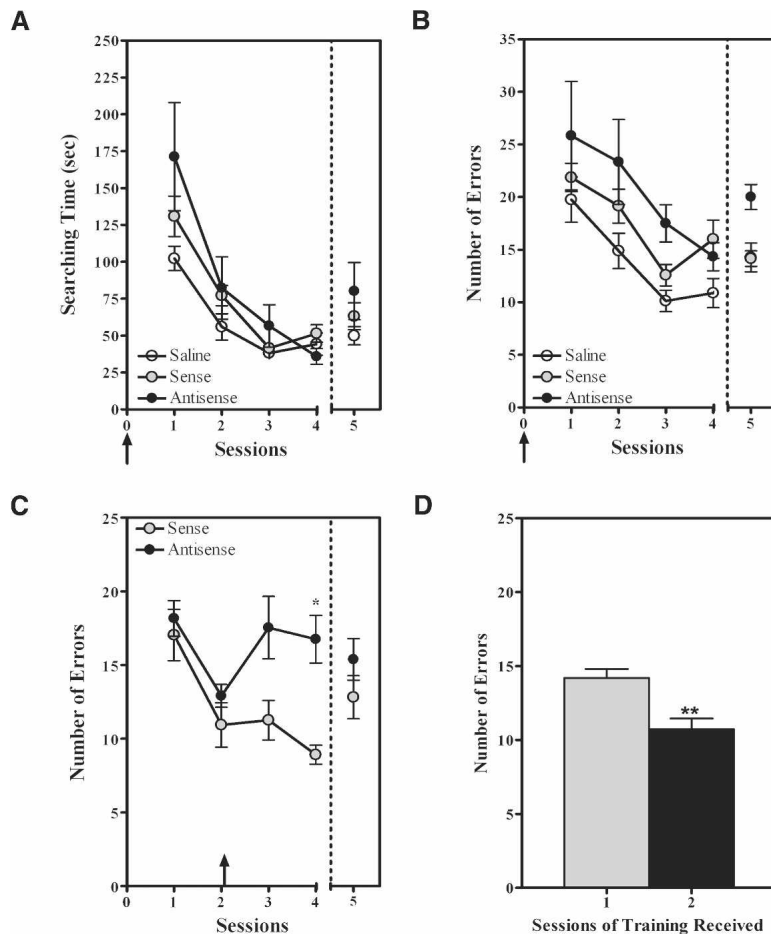 A
250
225
200
175
150
125
100
75
50
25
0
Searching Time (sec)
Saline
Sense
Antisense
0 1 2 3 4 5
Sessions
B
35
30
25
20
15
10
5
0
Number of Errors
Saline
Sense
Antisense
0 1 2 3 4 5
Sessions
C
25
20
15
10
5
0
Number of Errors
Sense
Antisense
*
0 1 2 3 4 5
Sessions
D
25
20
15
10
5
0
Number of Errors
**
1 2
Sessions of Training Received